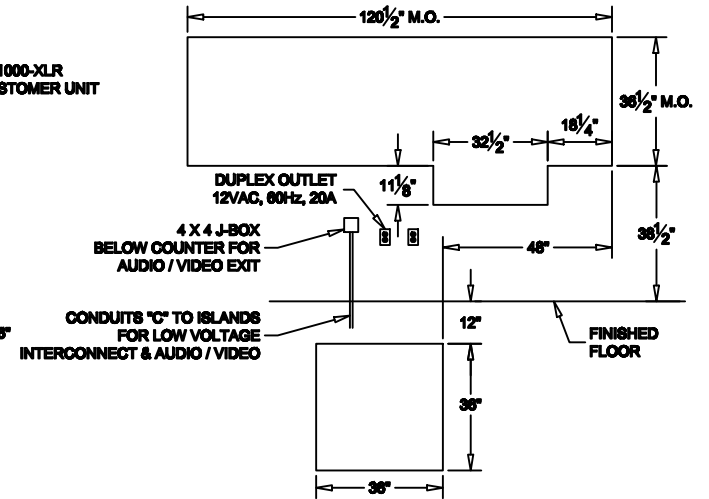 120½" M.O.
1000-XLR
STOMER UNIT
36½" M.O.
18¼"
32½"
DUPLEX OUTLET
12VAC, 60Hz, 20A
11⅛"
4 X 4 J-BOX
BELOW COUNTER FOR
AUDIO / VIDEO EXIT
48"
38½"
CONDUITS "C" TO ISLANDS
FOR LOW VOLTAGE
INTERCONNECT & AUDIO / VIDEO
12"
FINISHED
FLOOR
36"
36"